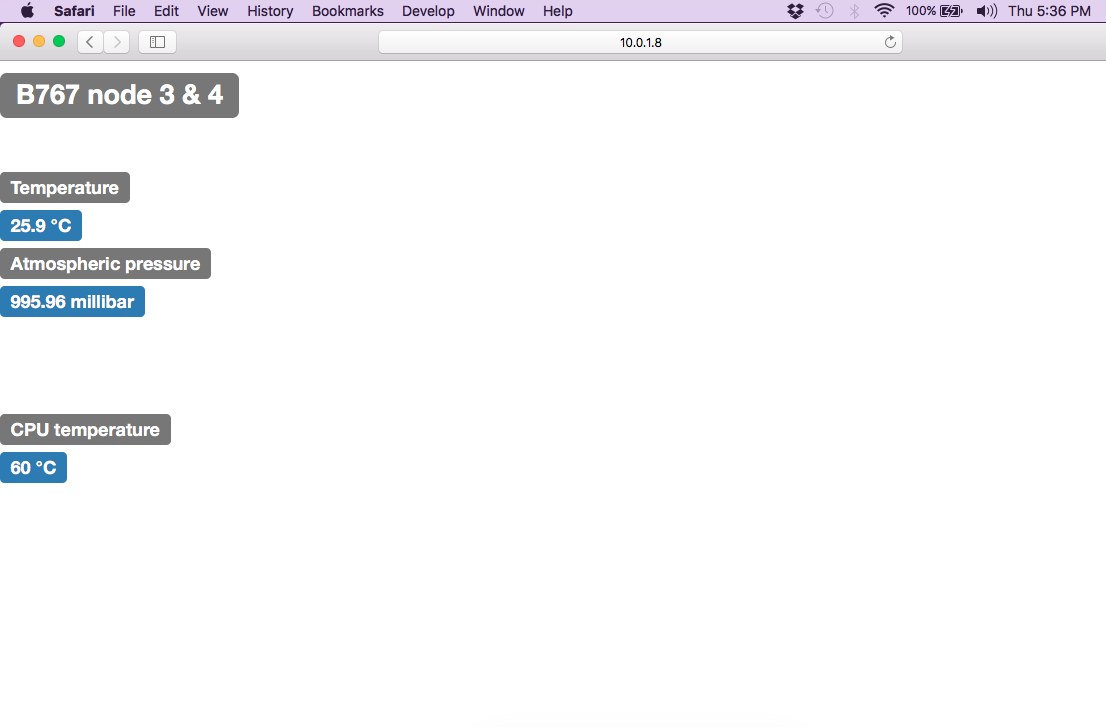 Safari File Edit View History Bookmarks Develop Window Help 100% Thu 5:36 PM
10.0.1.8
B767 node 3 & 4
Temperature
25.9 °C
Atmospheric pressure
995.96 millibar
CPU temperature
60 °C